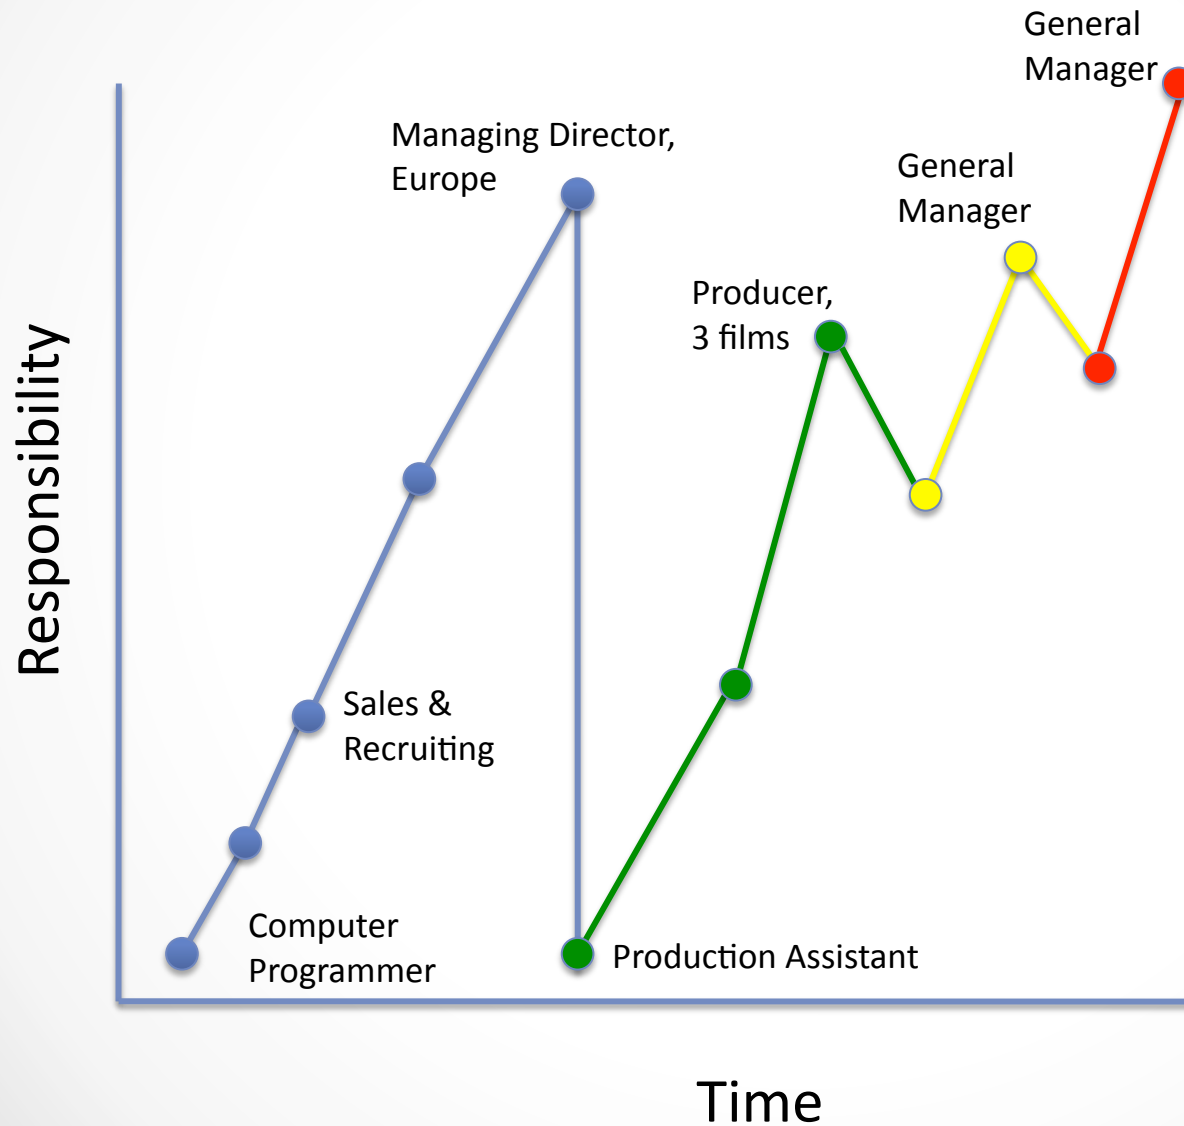 General
Manager
Managing Director,
Europe
General
Manager
Producer,
3 films
Responsibility
Sales &
Recruiting
Computer
Programmer
Production Assistant
Time